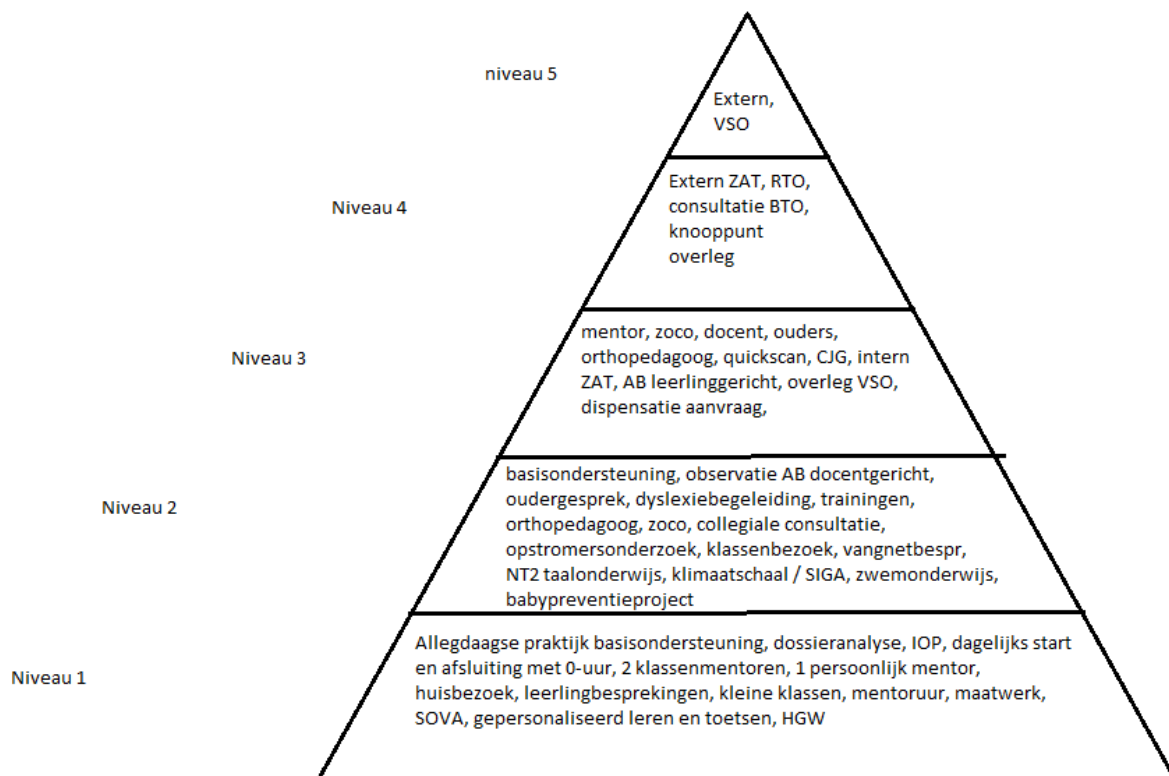 niveau 5
Extern,
VSO
Niveau 4
Extern ZAT, RTO,
consultatie BTO,
knooppunt
overleg
Niveau 3
mentor, zoco, docent, ouders,
orthopedagoog, quickscan, CJG, intern
ZAT, AB leerlinggericht, overleg VSO,
dispensatie aanvraag,
Niveau 2
basisondersteuning, observatie AB docentgericht,
oudergesprek, dyslexiebegeleiding, trainingen,
orthopedagoog, zoco, collegiale consultatie,
opstromersonderzoek, klassenbezoek, vangnetbespr,
NT2 taalonderwijs, klimaatschaal / SIGA, zwemonderwijs,
babypreventieproject
Niveau 1
Allegdaagse praktijk basisondersteuning, dossieranalyse, IOP, dagelijks start
en afsluiting met 0-uur, 2 klassenmentoren, 1 persoonlijk mentor,
huisbezoek, leerlingbesprekingen, kleine klassen, mentoruur, maatwerk,
SOVA, gepersonaliseerd leren en toetsen, HGW